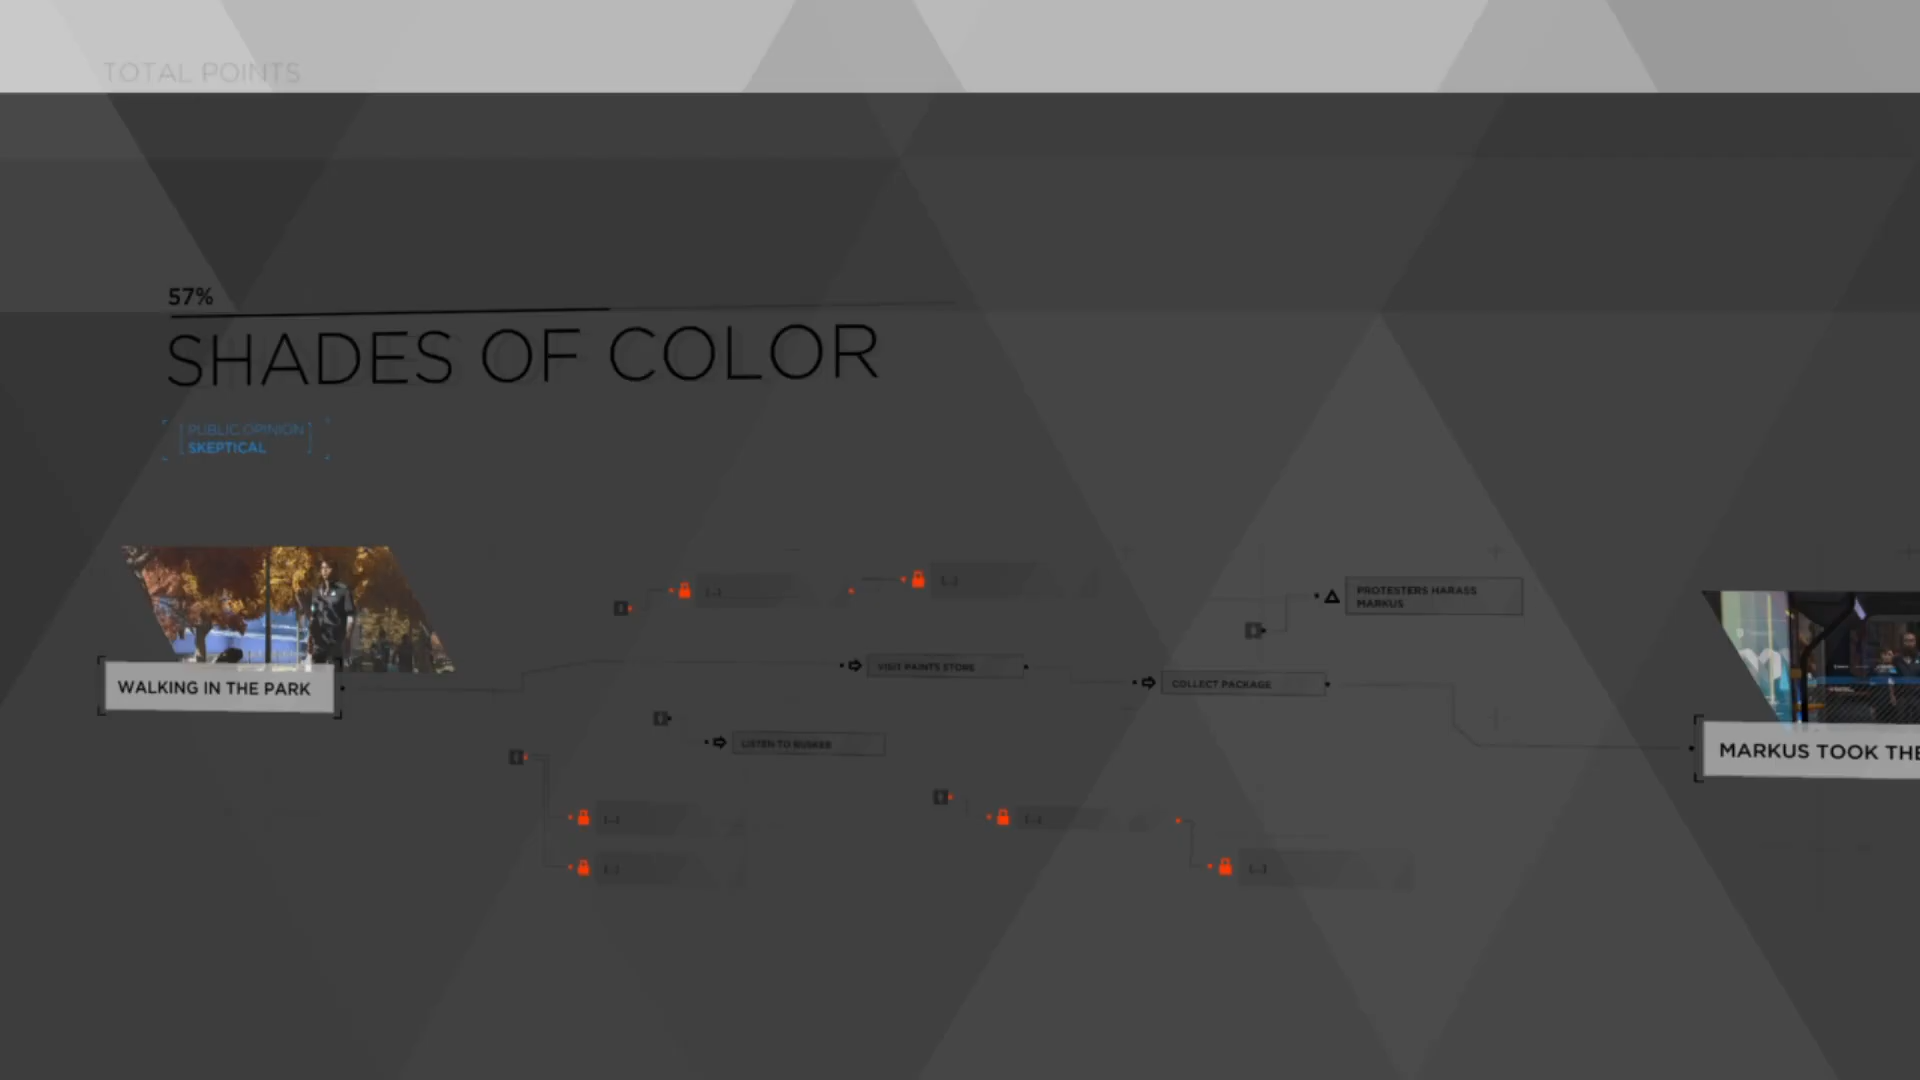 TOTAL POINTS
57%
SHADES OF COLOR
PUBLIC OPINION
SKEPTICAL
[...]
[...]
PROTESTERS HARASS
MARKUS
VISIT PAINTS STORE
COLLECT PACKAGE
WALKING IN THE PARK
LISTEN TO BUSKER
MARKUS TOOK THE
[...]
[...]
[...]
[...]